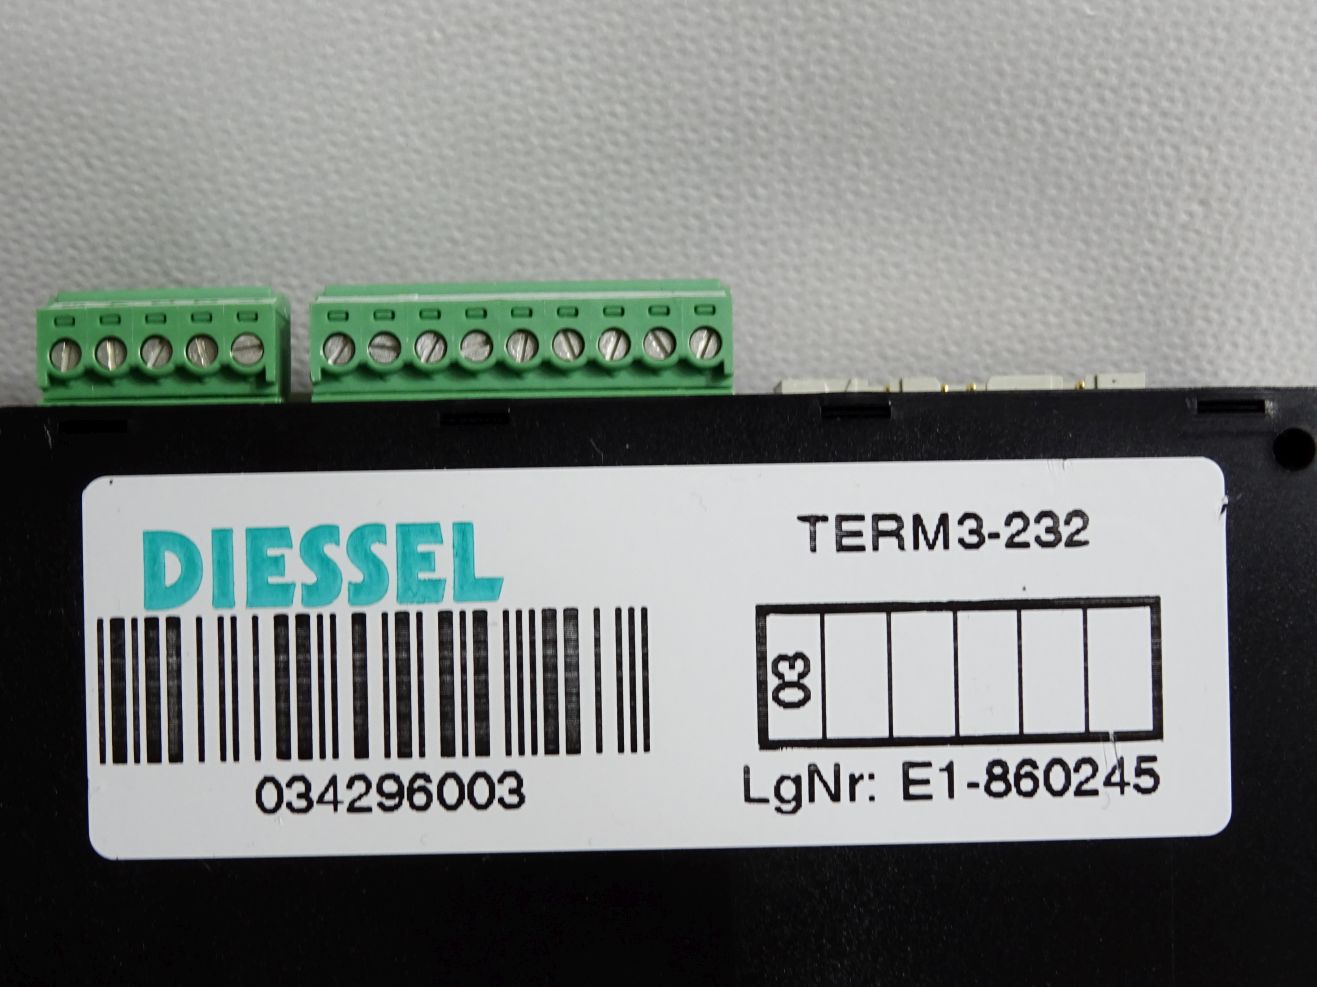 DIESSEL
TERM3-232
03
034296003
LgNr: E1-860245